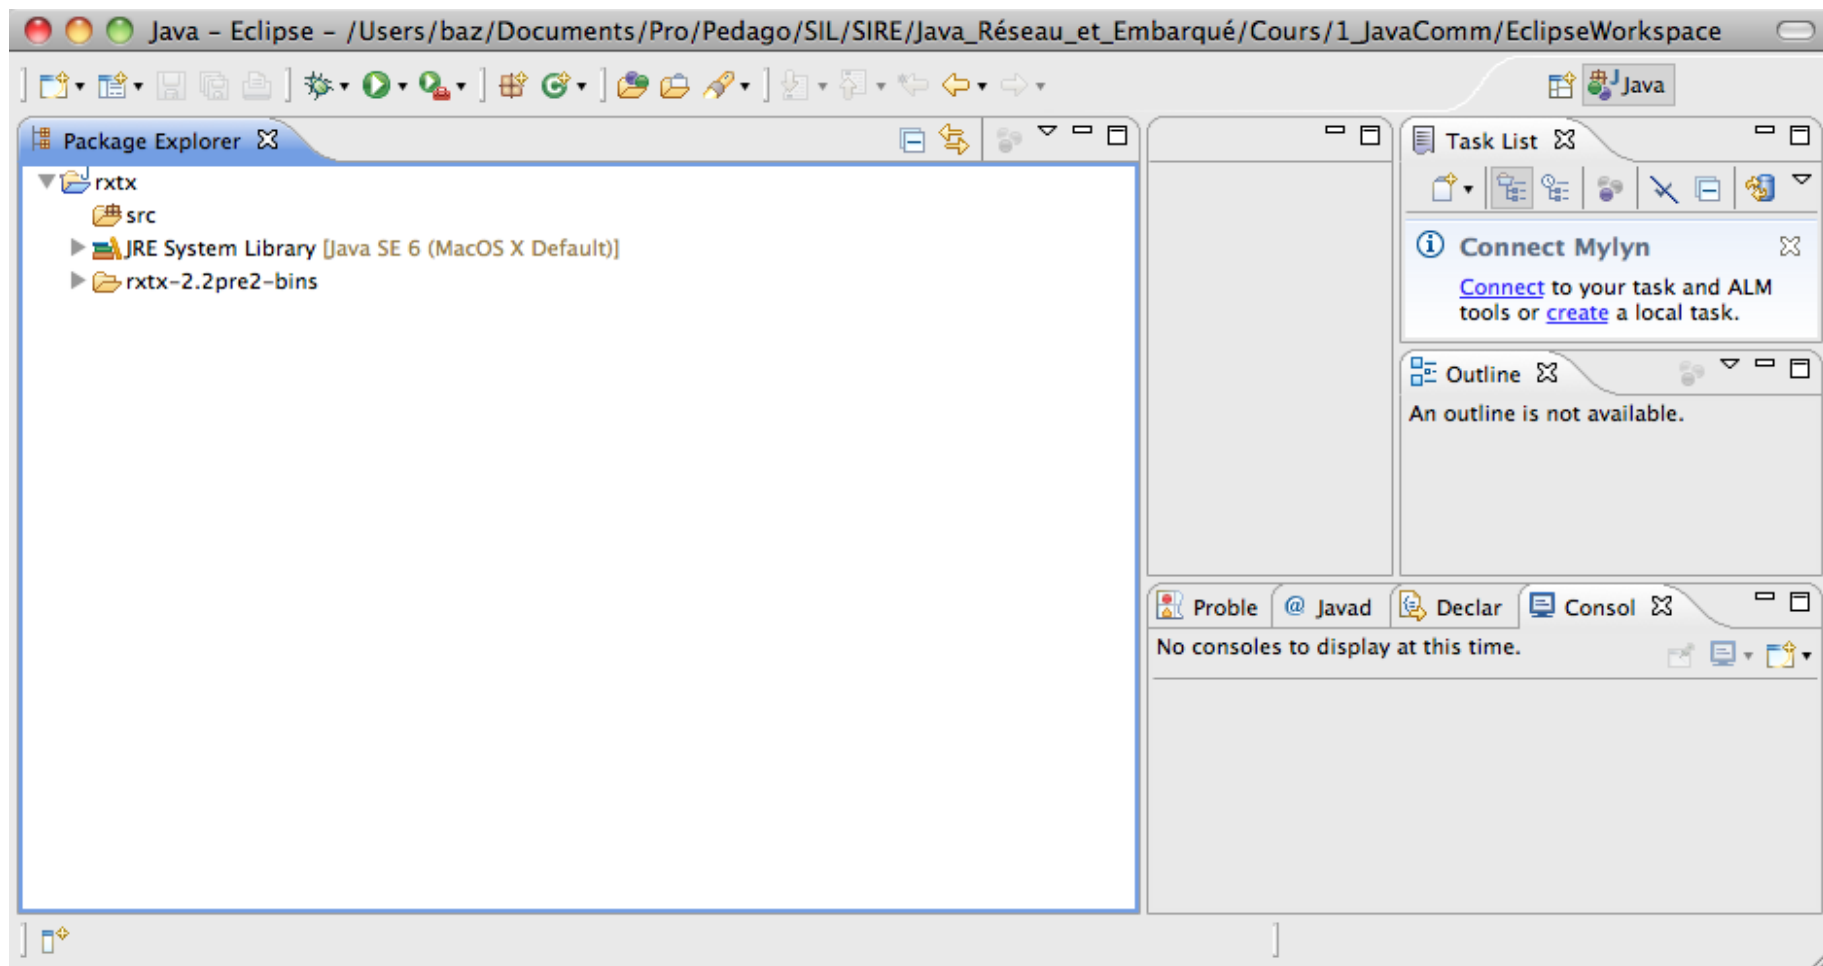 Java – Eclipse – /Users/baz/Documents/Pro/Pedago/SIL/SIRE/Java_Réseau_et_Embarqué/Cours/1_JavaComm/EclipseWorkspace
Java
Package Explorer
rxtx
src
JRE System Library [Java SE 6 (MacOS X Default)]
rxtx-2.2pre2-bins
Task List
Connect Mylyn
Connect to your task and ALM
tools or create a local task.
Outline
An outline is not available.
Proble @ Javad Declar Consol
No consoles to display at this time.